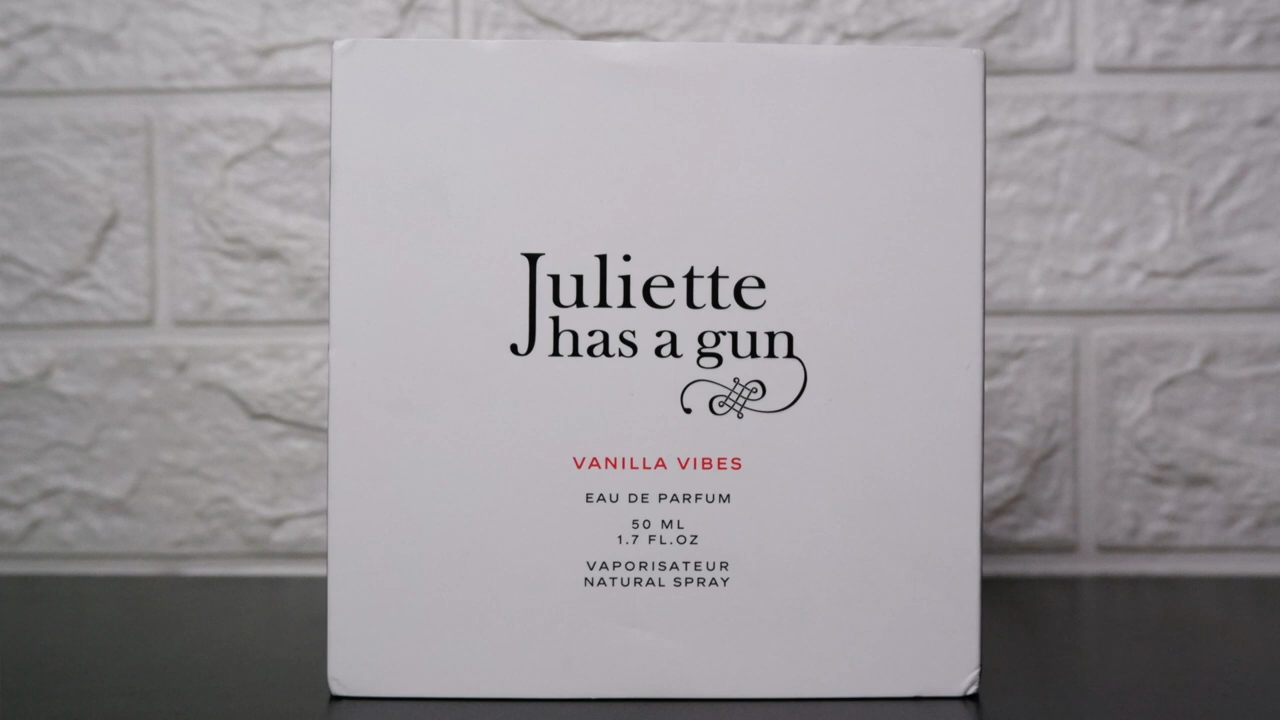 Juliette
has a gun
VANILLA VIBES
EAU DE PARFUM
50 ML
1.7 FL.OZ
VAPORISATEUR
NATURAL SPRAY